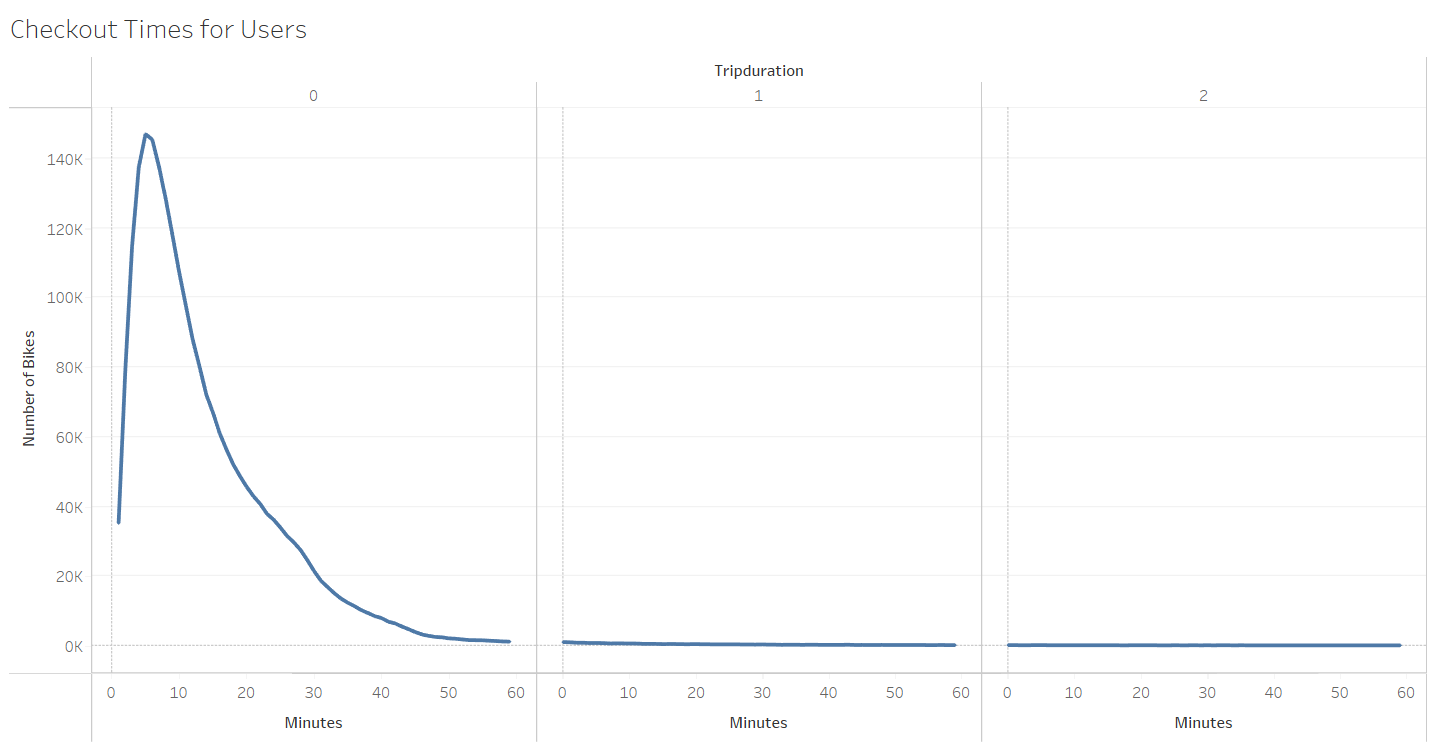 Checkout Times for Users
Tripduration
0 1 2
140K
120K
100K
80K
60K
40K
20K
0K
Number of Bikes
0 10 20 30 40 50 60 0 10 20 30 40 50 60 0 10 20 30 40 50 60
Minutes Minutes Minutes